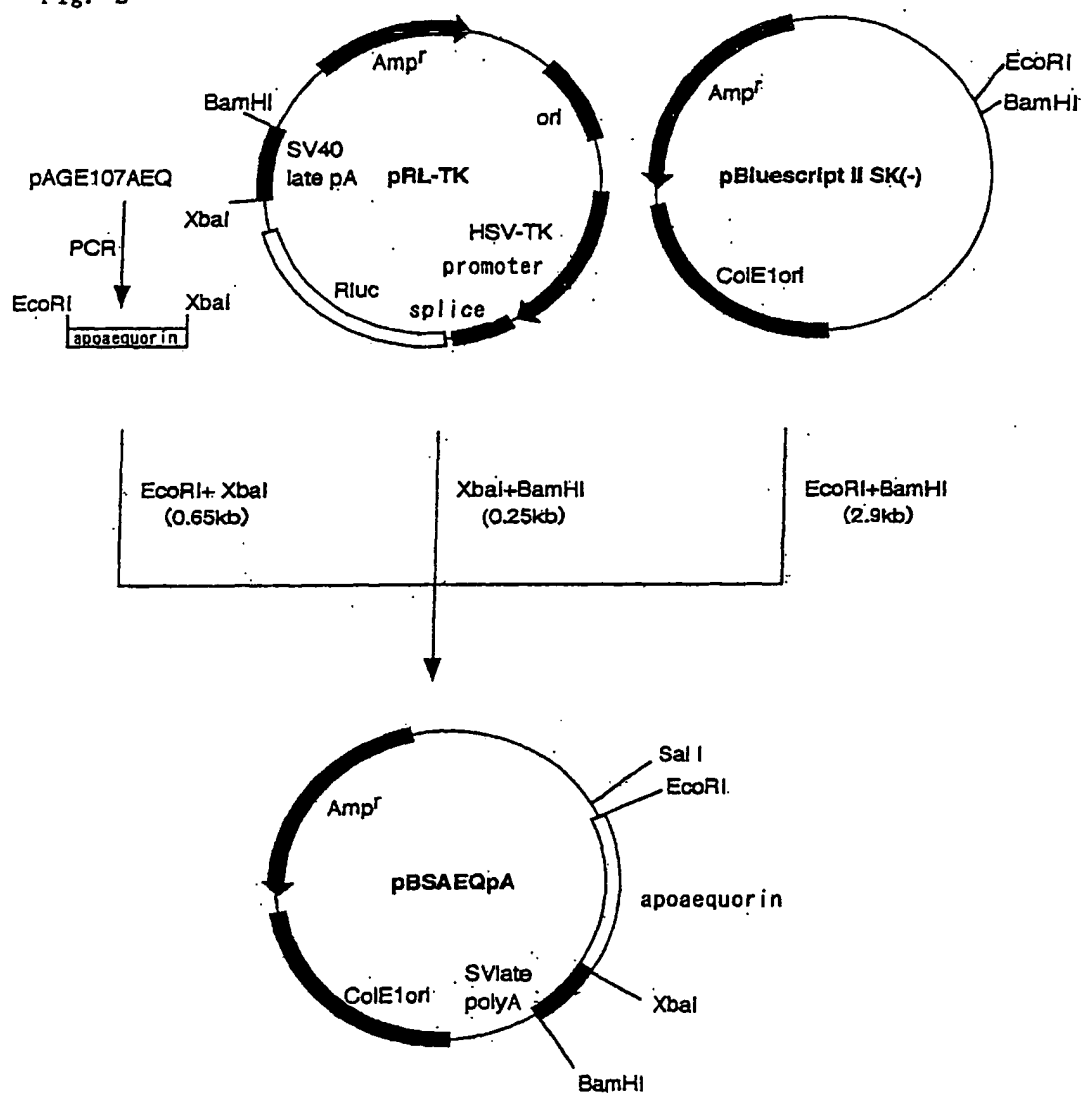 Fig. 2
Amp^r
BamHI
SV40
late pA
pRL-TK
ori
XbaI
HSV-TK
promoter
Rluc
splice
pAGE107AEQ
PCR
EcoRI
XbaI
apoaequorin
Amp^r
EcoRI
BamHI
pBluescript II SK(-)
ColE1ori
EcoRI+ XbaI
(0.65kb)
XbaI+BamHI
(0.25kb)
EcoRI+BamHI
(2.9kb)
Sal I
EcoRI
Amp^r
pBSAEQpA
apoaequorin
SVlate
polyA
ColE1ori
XbaI
BamHI